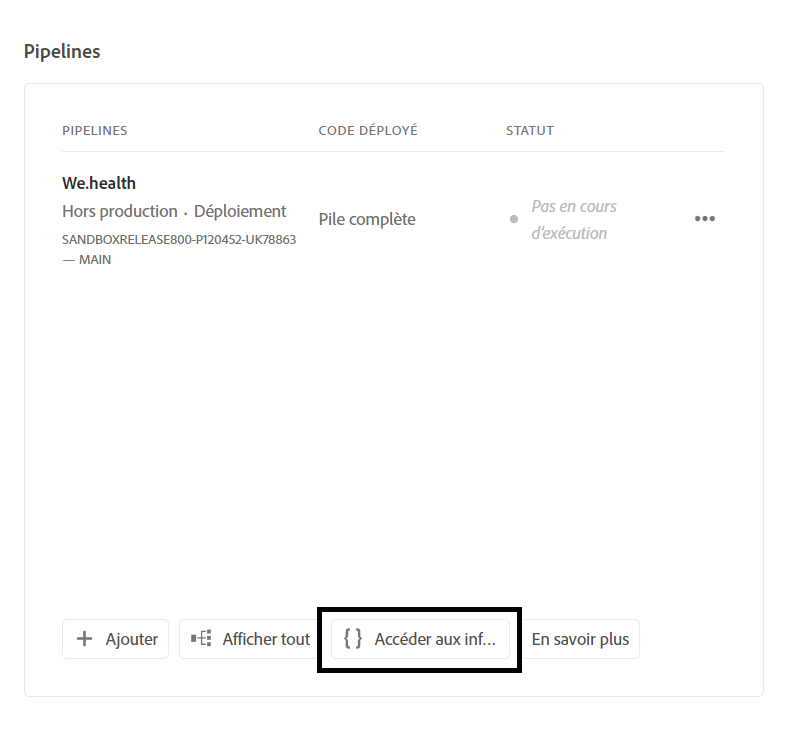 Pipelines
PIPELINES CODE DÉPLOYÉ STATUT
We.health
Hors production · Déploiement
SANDBOXRELEASE800-P120452-UK78863
— MAIN
Pile complète
Pas en cours
d'exécution
Ajouter Afficher tout Accéder aux inf... En savoir plus